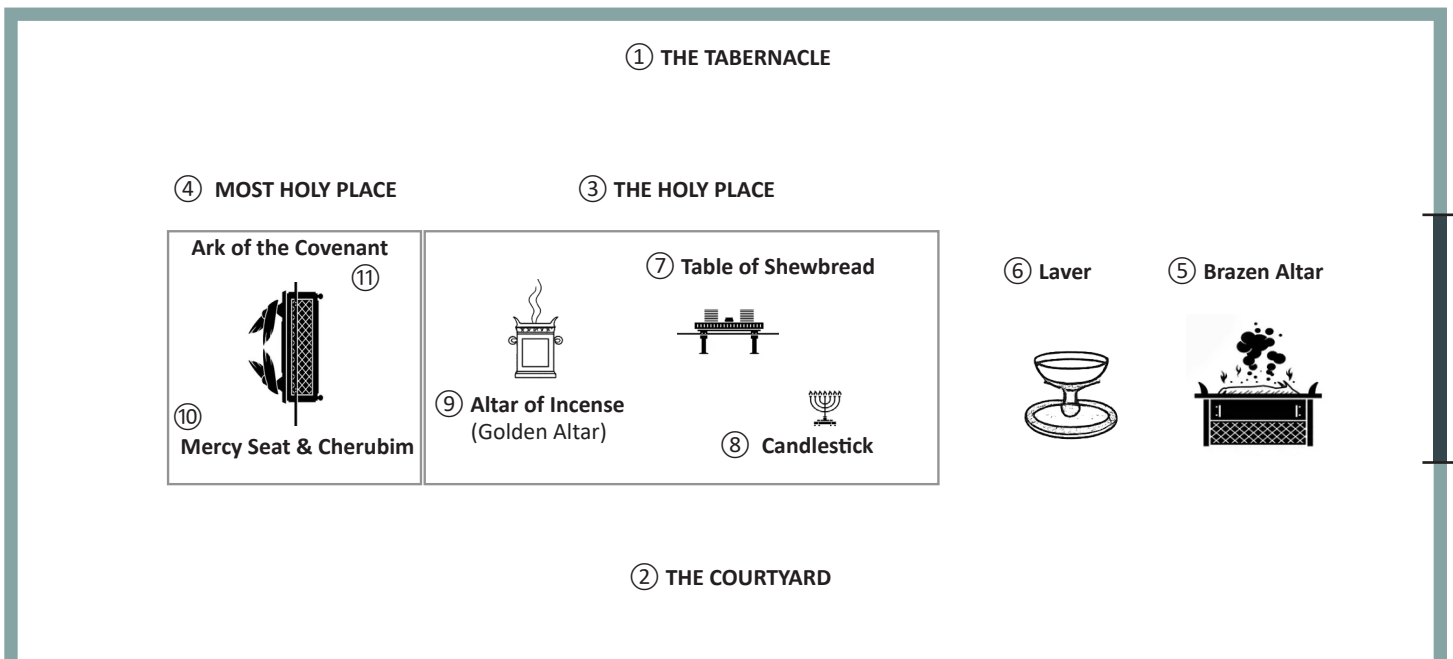 ① THE TABERNACLE
④ MOST HOLY PLACE
③ THE HOLY PLACE
Ark of the Covenant
⑪
⑩
Mercy Seat & Cherubim
⑦ Table of Shewbread
⑨ Altar of Incense
(Golden Altar)
⑧ Candlestick
⑥ Laver
⑤ Brazen Altar
② THE COURTYARD